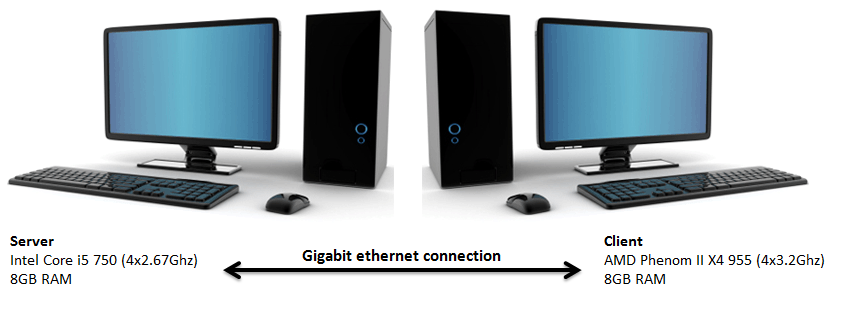 Server
Intel Core i5 750 (4x2.67Ghz)
8GB RAM
Gigabit ethernet connection
Client
AMD Phenom II X4 955 (4x3.2Ghz)
8GB RAM